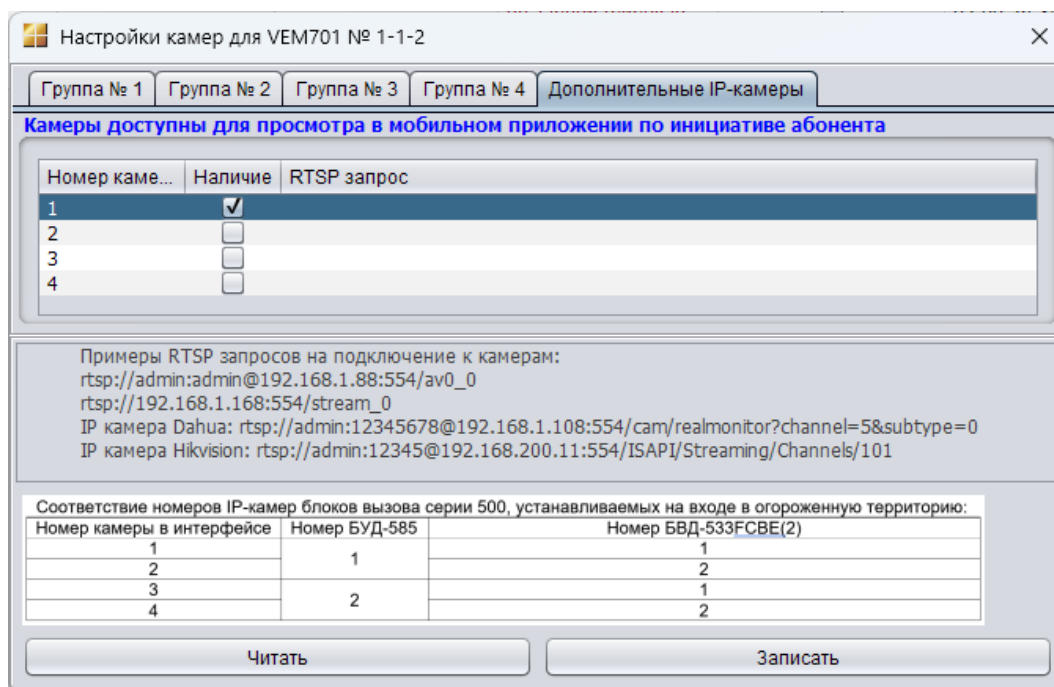 Настройки камер для VEM701 № 1-1-2
Группа № 1 Группа № 2 Группа № 3 Группа № 4 Дополнительные IP-камеры
Камеры доступны для просмотра в мобильном приложении по инициативе абонента
Номер каме... Наличие RTSP запрос
1
2
3
4
Примеры RTSP запросов на подключение к камерам:
rtsp://admin:admin@192.168.1.88:554/av0_0
rtsp://192.168.1.168:554/stream_0
IP камера Dahua: rtsp://admin:12345678@192.168.1.108:554/cam/realmonitor?channel=5&subtype=0
IP камера Hikvision: rtsp://admin:12345@192.168.200.11:554/ISAPI/Streaming/Channels/101
Соответствие номеров IP-камер блоков вызова серии 500, устанавливаемых на входе в огороженную территорию:
Номер камеры в интерфейсе Номер БУД-585 Номер БВД-533FCBE(2)
1 1 1
2 2
3 2 1
4 2
Читать Записать